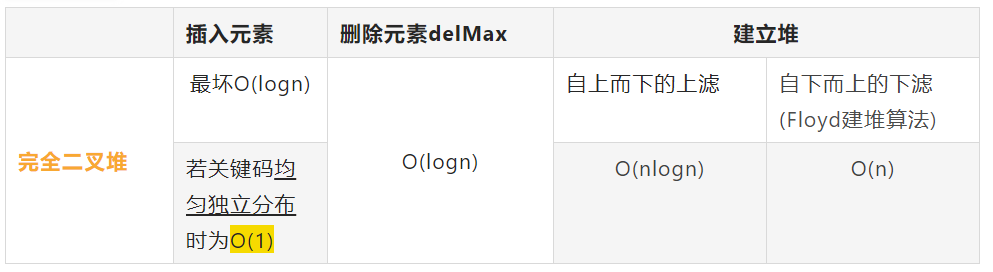 插入元素
删除元素delMax
建立堆
完全二叉堆
最坏O(logn)
若关键码均
匀独立分布
时为O(1)
O(logn)
自上而下的上滤
自下而上的下滤
(Floyd建堆算法)
O(nlogn)
O(n)